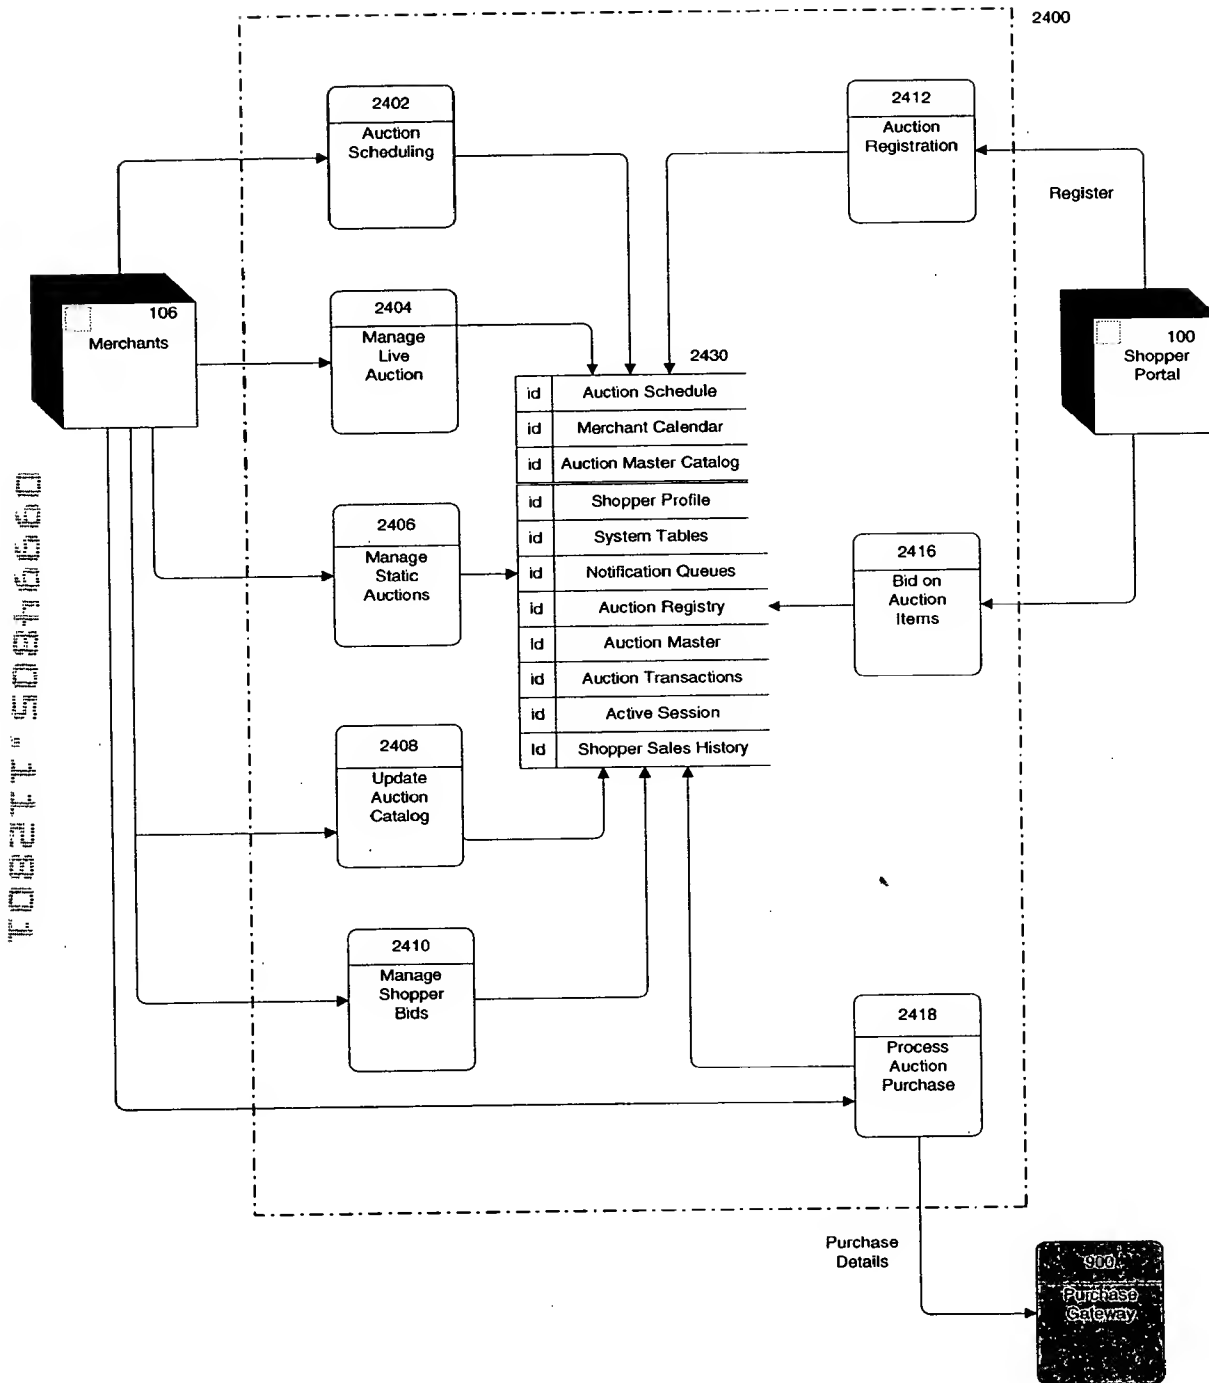 2400
2402
Auction
Scheduling
2412
Auction
Registration
Register
106
Merchants
2404
Manage
Live
Auction
100
Shopper
Portal
2430
id Auction Schedule
id Merchant Calendar
id Auction Master Catalog
id Shopper Profile
id System Tables
id Notification Queues
id Auction Registry
Id Auction Master
id Auction Transactions
id Active Session
Id Shopper Sales History
2406
Manage
Static
Auctions
2416
Bid on
Auction
Items
2408
Update
Auction
Catalog
2410
Manage
Shopper
Bids
2418
Process
Auction
Purchase
Purchase
Details
900
Purchase
Gateway
09994805.112801